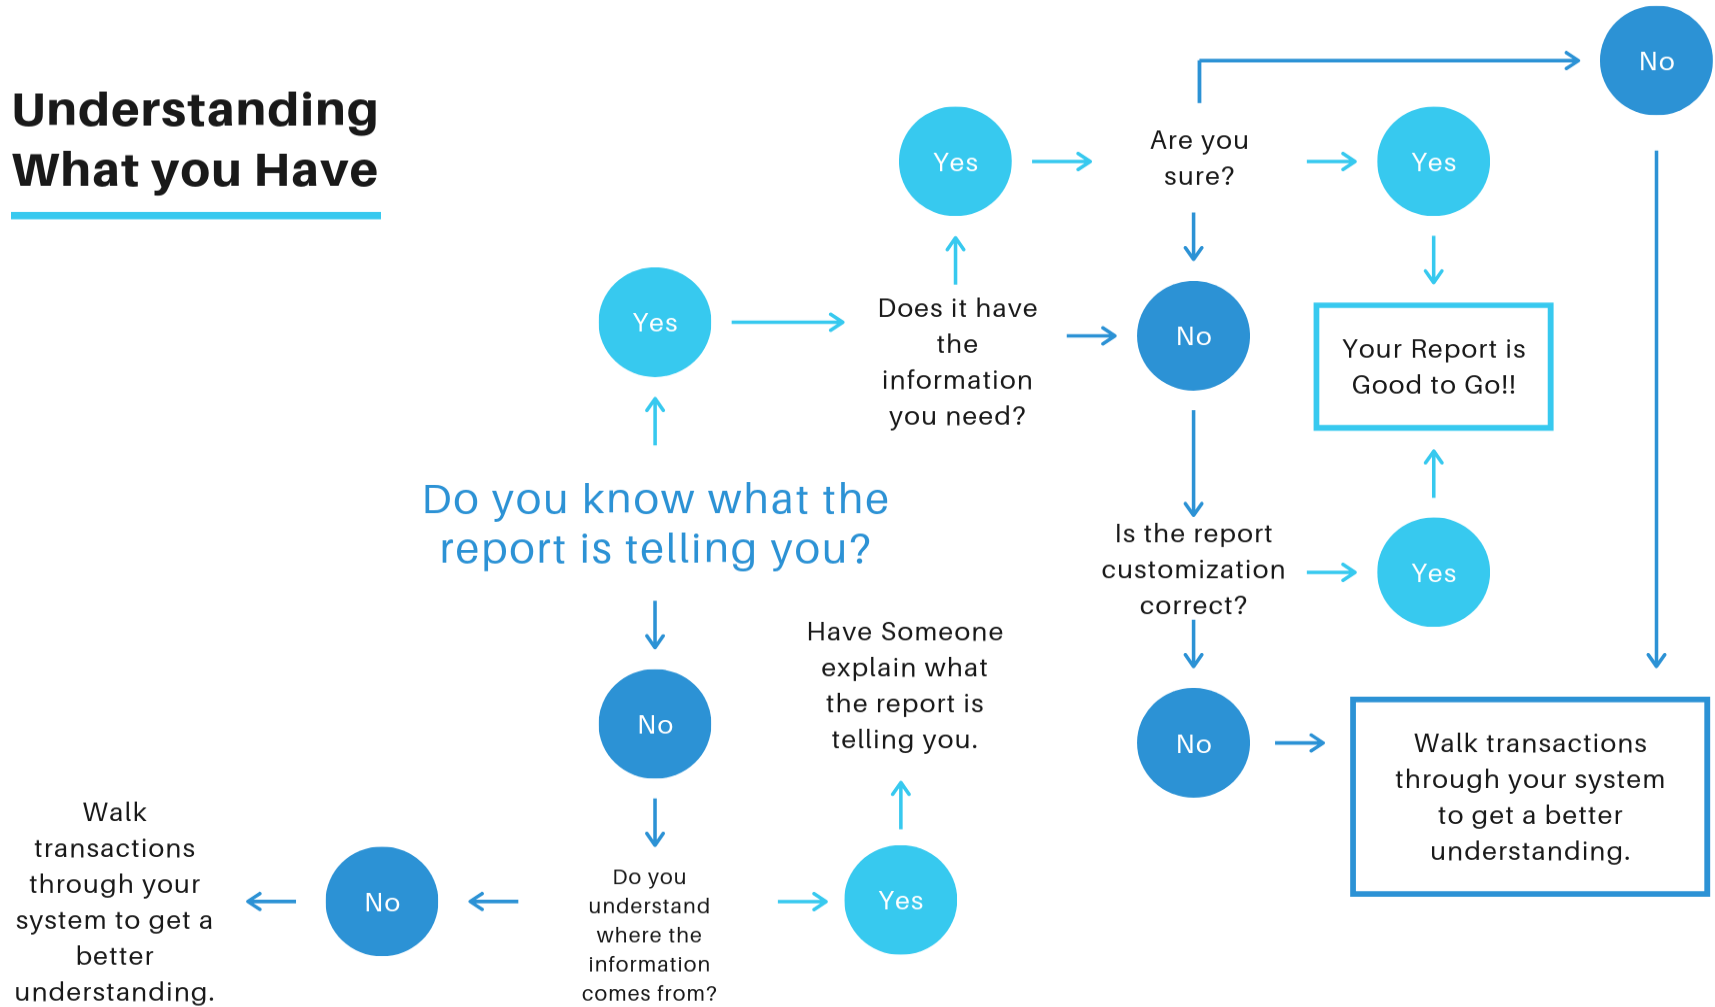 Understanding
What you Have
No
Yes
Are you
sure?
Yes
Yes
Does it have
the
information
you need?
No
Your Report is
Good to Go!!
Do you know what the
report is telling you?
Is the report
customization
correct?
Yes
No
Have Someone
explain what
the report is
telling you.
No
Walk transactions
through your system
to get a better
understanding.
Walk
transactions
through your
system to get a
better
understanding.
No
Do you
understand
where the
information
comes from?
Yes